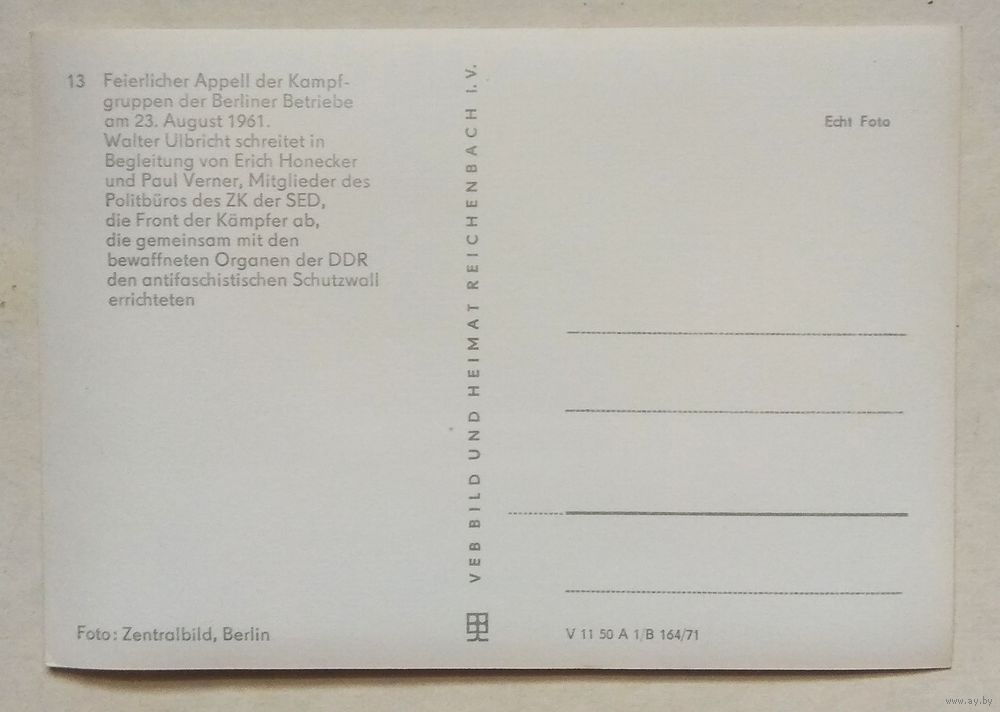 13 Feierlicher Appell der Kampf-
gruppen der Berliner Betriebe
am 23. August 1961.
Walter Ulbricht schreitet in
Begleitung von Erich Honecker
und Paul Verner, Mitglieder des
Politbüros des ZK der SED,
die Front der Kämpfer ab,
die gemeinsam mit den
bewaffneten Organen der DDR
den antifaschistischen Schutzwall
errichteten
Foto: Zentralbild, Berlin
VEB BILD UND HEIMAT REICHENBACH I.V.
Echt Foto
V 11 50 A 1/B 164/71
www.ay.by